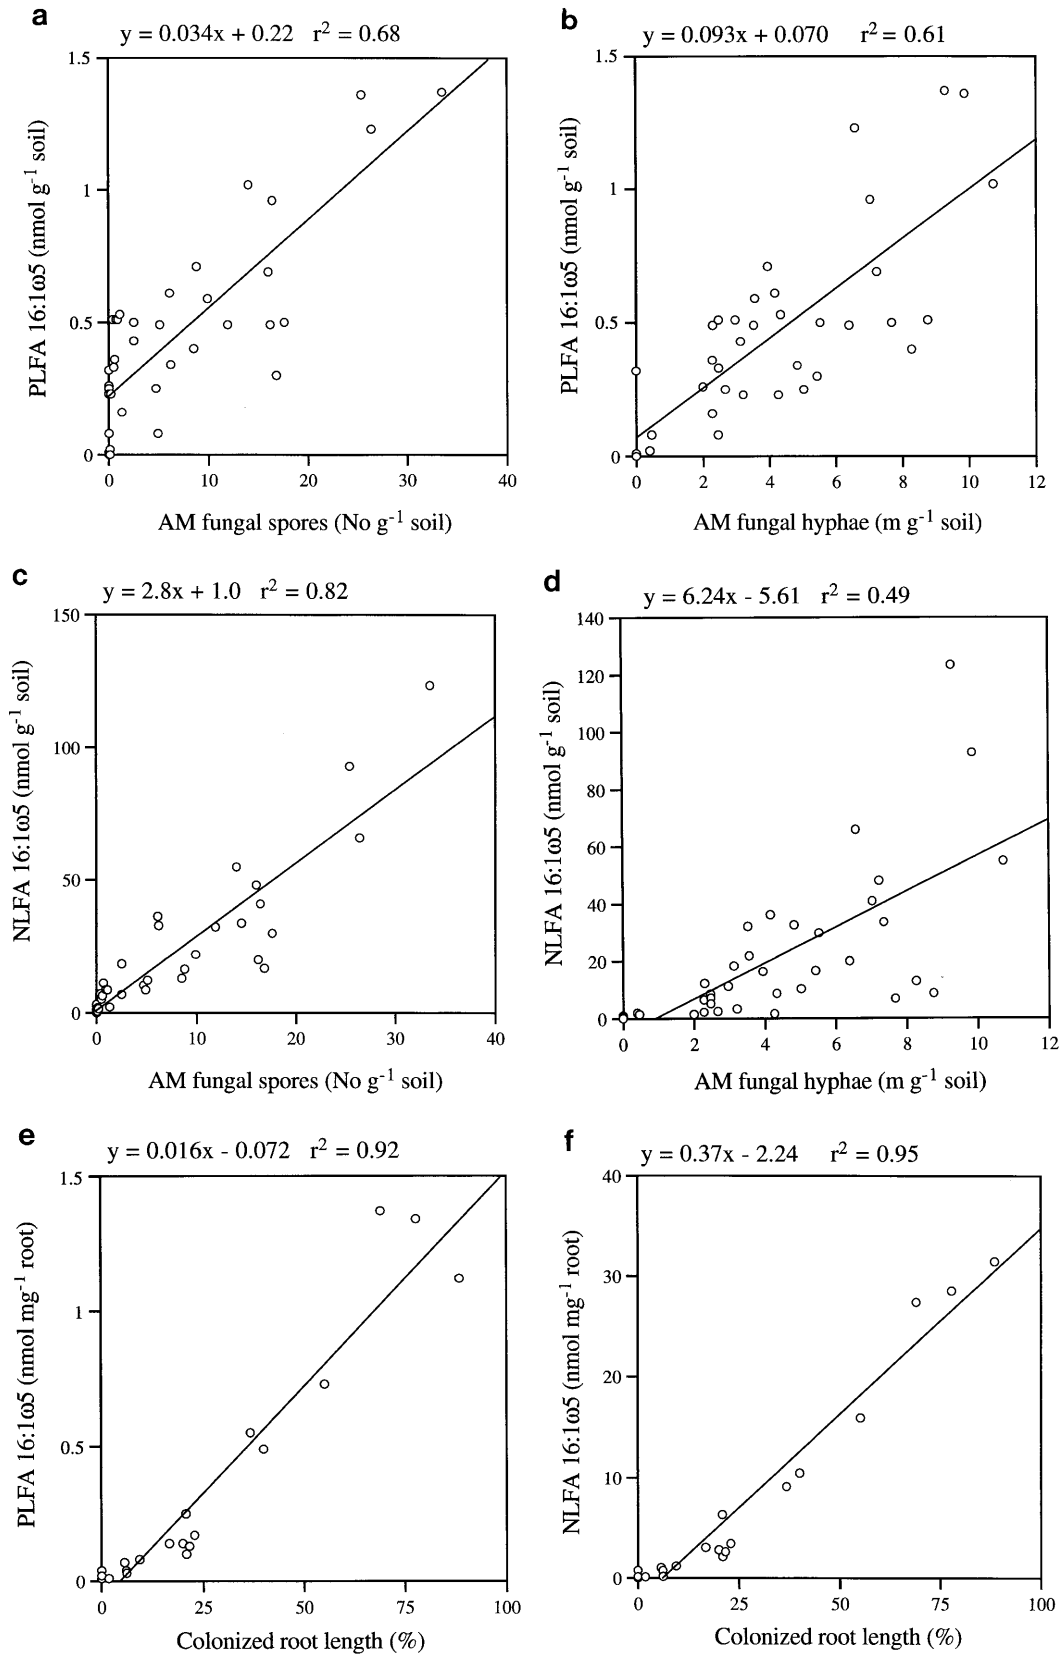 a
y = 0.034x + 0.22 r² = 0.68
1.5
1
0.5
0
PLFA 16:1ω5 (nmol g⁻¹ soil)
0 10 20 30 40
AM fungal spores (No g⁻¹ soil)
b
y = 0.093x + 0.070 r² = 0.61
1.5
1
0.5
0
PLFA 16:1ω5 (nmol g⁻¹ soil)
0 2 4 6 8 10 12
AM fungal hyphae (m g⁻¹ soil)
c
y = 2.8x + 1.0 r² = 0.82
150
100
50
0
NLFA 16:1ω5 (nmol g⁻¹ soil)
0 10 20 30 40
AM fungal spores (No g⁻¹ soil)
d
y = 6.24x - 5.61 r² = 0.49
140
120
100
80
60
40
20
0
NLFA 16:1ω5 (nmol g⁻¹ soil)
0 2 4 6 8 10 12
AM fungal hyphae (m g⁻¹ soil)
e
y = 0.016x - 0.072 r² = 0.92
1.5
1
0.5
0
PLFA 16:1ω5 (nmol mg⁻¹ root)
0 25 50 75 100
Colonized root length (%)
f
y = 0.37x - 2.24 r² = 0.95
40
30
20
10
0
NLFA 16:1ω5 (nmol mg⁻¹ root)
0 25 50 75 100
Colonized root length (%)